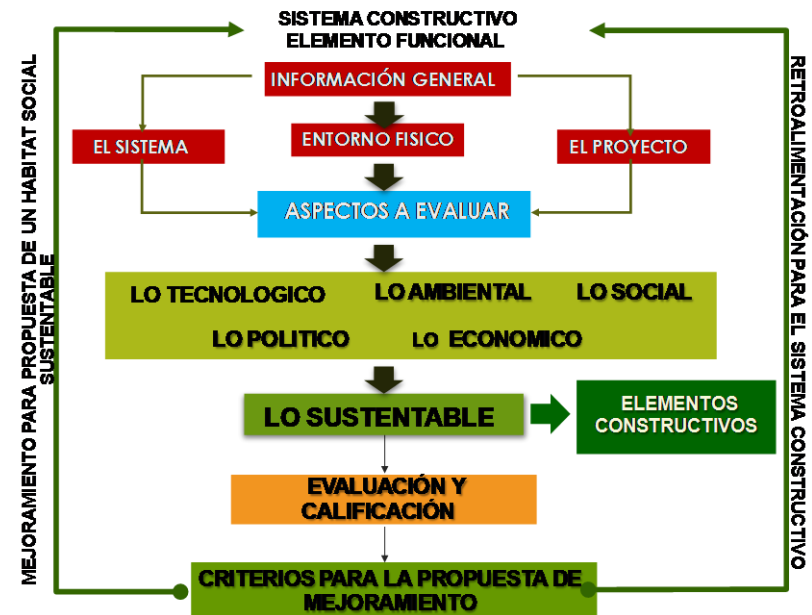 SISTEMA CONSTRUCTIVO
ELEMENTO FUNCIONAL
INFORMACIÓN GENERAL
EL SISTEMA
ENTORNO FISICO
EL PROYECTO
ASPECTOS A EVALUAR
LO TECNOLOGICO
LO AMBIENTAL
LO SOCIAL
LO POLITICO
LO ECONOMICO
LO SUSTENTABLE
ELEMENTOS
CONSTRUCTIVOS
EVALUACIÓN Y
CALIFICACIÓN
CRITERIOS PARA LA PROPUESTA DE
MEJORAMIENTO
MEJORAMIENTO PARA PROPUESTA DE UN HABITAT SOCIAL
SUSTENTABLE
RETROALIMENTACIÓN PARA EL SISTEMA CONSTRUCTIVO